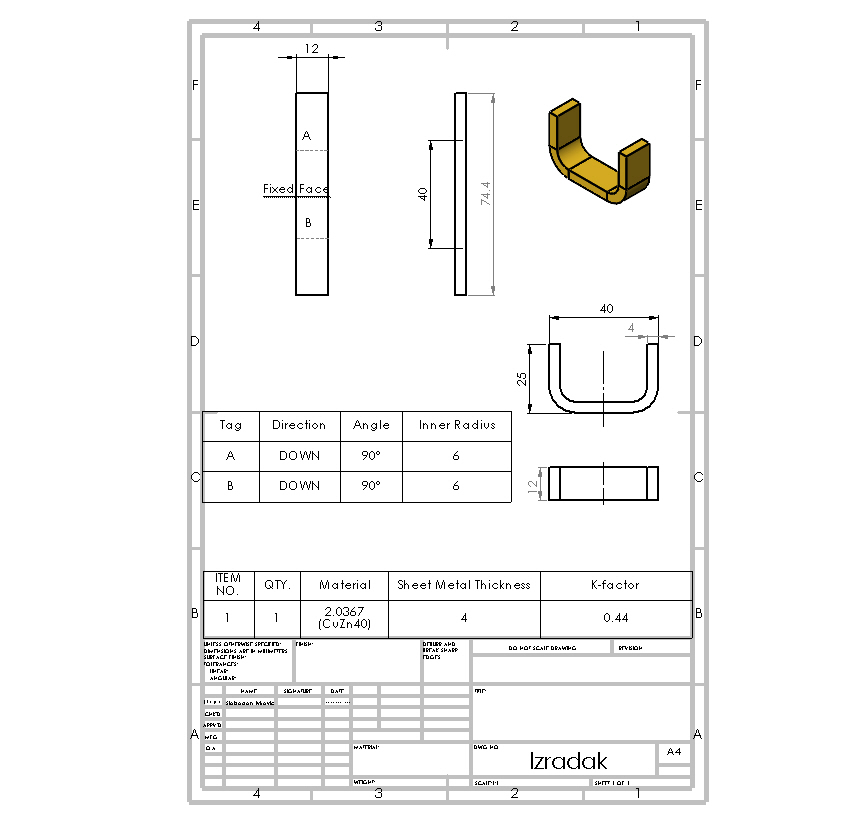 4 3 2 1
12
F F
A
Fixed Face
B
40
74.4
E E
40
4
25
D D
Tag Direction Angle Inner Radius
A DOWN 90° 6
B DOWN 90° 6
12
C C
ITEM NO. QTY. Material Sheet Metal Thickness K-factor
1 1 2.0367 (CuZn40) 4 0.44
B B
UNLESS OTHERWISE SPECIFIED:
DIMENSIONS ARE IN MILLIMETERS
SURFACE FINISH:
TOLERANCES:
LINEAR:
ANGULAR:
FINISH:
DEBURR AND
BREAK SHARP
EDGES
DO NOT SCALE DRAWING
REVISION
NAME SIGNATURE DATE
TITLE:
CHK'D
APPV'D
MFG
Q.A
MATERIAL:
DWG NO.
Izradak
A4
A A
WEIGHT:
SCALE:1:1
SHEET 1 OF 1
4 3 2 1